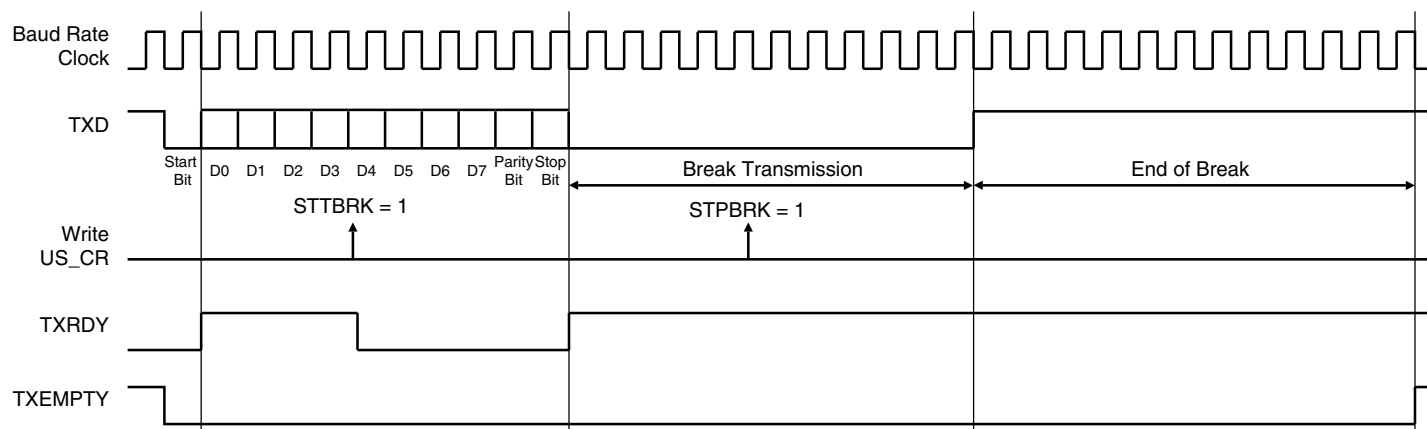 Baud Rate
Clock
TXD
Start
Bit
D0 D1 D2 D3 D4 D5 D6 D7
Parity
Bit
Stop
Bit
Break Transmission
End of Break
STTBRK = 1
STPBRK = 1
Write
US_CR
TXRDY
TXEMPTY